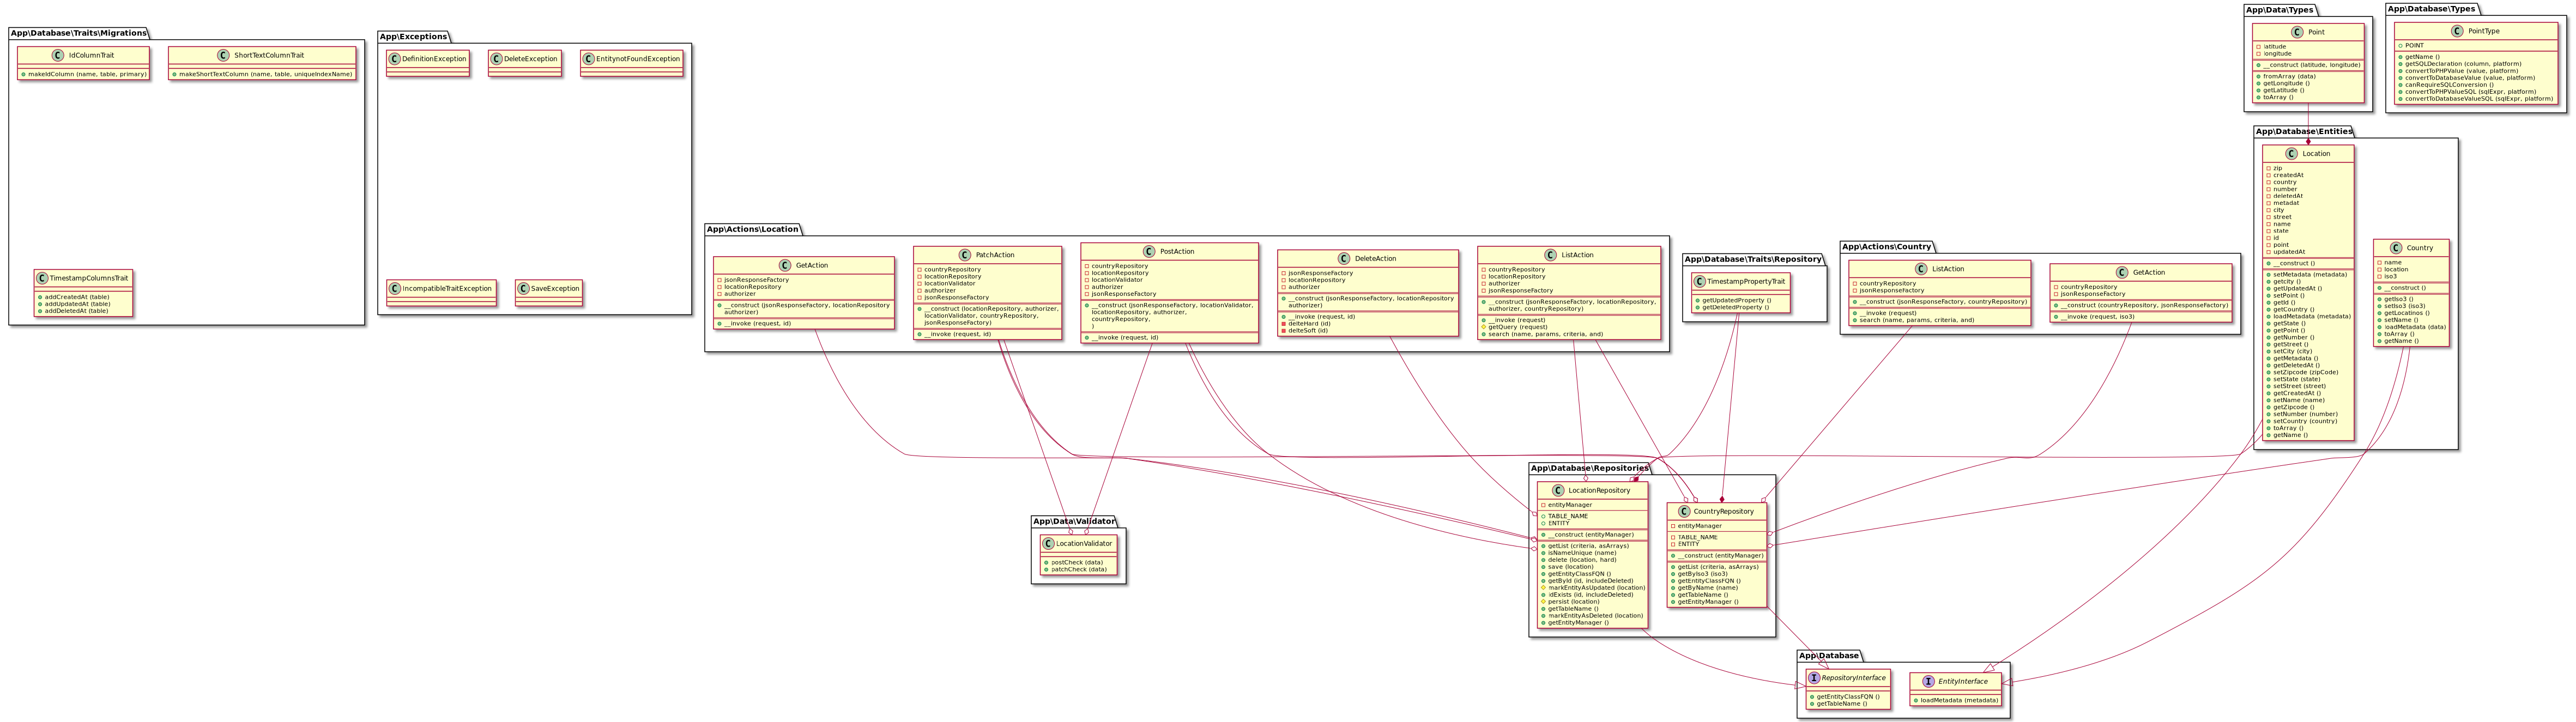 App\Database\Traits\Migrations
IdColumnTrait
makeIdColumn (name, table, primary)
ShortTextColumnTrait
makeShortTextColumn (name, table, uniqueIndexName)
TimestampColumnsTrait
addCreatedAt (table)
addUpdatedAt (table)
addDeletedAt (table)
App\Exceptions
DefinitionException
DeleteException
EntitynotFoundException
IncompatibleTraitException
SaveException
App\Actions\Location
GetAction
jsonResponseFactory
locationRepository
authorizer
__construct (jsonResponseFactory, locationRepository
authorizer)
__invoke (request, id)
PatchAction
countryRepository
locationRepository
locationValidator
authorizer
jsonResponseFactory
__construct (locationRepository, authorizer,
locationValidator, countryRepository,
jsonResponseFactory)
__invoke (request, id)
PostAction
countryRepository
locationRepository
locationValidator
authorizer
jsonResponseFactory
__construct (jsonResponseFactory, locationValidator,
locationRepository, authorizer,
countryRepository,
)
__invoke (request, id)
DeleteAction
jsonResponseFactory
locationRepository
authorizer
__construct (jsonResponseFactory, locationRepository
authorizer)
__invoke (request, id)
delteHard (id)
delteSoft (id)
ListAction
countryRepository
locationRepository
authorizer
jsonResponseFactory
__construct (jsonResponseFactory, locationRepository,
authorizer, countryRepository)
__invoke (request)
getQuery (request)
search (name, params, criteria, and)
App\Database\Traits\Repository
TimestampPropertyTrait
getUpdatedProperty ()
getDeletedProperty ()
App\Actions\Country
ListAction
countryRepository
jsonResponseFactory
__construct (jsonResponseFactory, countryRepository)
__invoke (request)
search (name, params, criteria, and)
GetAction
countryRepository
jsonResponseFactory
__construct (countryRepository, jsonResponseFactory)
__invoke (request, iso3)
App\Data\Types
Point
latitude
longitude
__construct (latitude, longitude)
fromArray (data)
getLongitude ()
getLatitude ()
toArray ()
App\Database\Types
PointType
POINT
getName ()
getSQLDeclaration (column, platform)
convertToPHPValue (value, platform)
convertToDatabaseValue (value, platform)
canRequireSQLConversion ()
convertToPHPValueSQL (sqlExpr, platform)
convertToDatabaseValueSQL (sqlExpr, platform)
App\Database\Entities
Location
zip
createdAt
country
number
deletedAt
metadat
city
street
name
state
id
point
updatedAt
__construct ()
setMetadata (metadata)
getcity ()
getUpdatedAt ()
setPoint ()
getId ()
getCountry ()
loadMetadata (metadata)
getState ()
getPoint ()
getNumber ()
getStreet ()
setCity (city)
getMetadata ()
getDeletedAt ()
setZipcode (zipCode)
setState (state)
setStreet (street)
getCreatedAt ()
setName (name)
getZipcode ()
setNumber (number)
setCountry (country)
toArray ()
getName ()
Country
name
location
iso3
__construct ()
getIso3 ()
setIso3 (iso3)
getLocatinos ()
setName ()
loadMetadata (data)
toArray ()
getName ()
App\Database\Repositories
LocationRepository
entityManager
TABLE_NAME
ENTITY
__construct (entityManager)
getList (criteria, asArrays)
isNameUnique (name)
delete (location, hard)
save (location)
getEntityClassFQN ()
getById (id, includeDeleted)
markEntityAsUpdated (location)
idExists (id, includeDeleted)
persist (location)
getTableName ()
markEntityAsDeleted (location)
getEntityManager ()
CountryRepository
entityManager
TABLE_NAME
ENTITY
__construct (entityManager)
getList (criteria, asArrays)
getByIso3 (iso3)
getEntityClassFQN ()
getByName (name)
getTableName ()
getEntityManager ()
App\Data\Validator
LocationValidator
postCheck (data)
patchCheck (data)
App\Database
RepositoryInterface
getEntityClassFQN ()
getTableName ()
EntityInterface
loadMetadata (metadata)